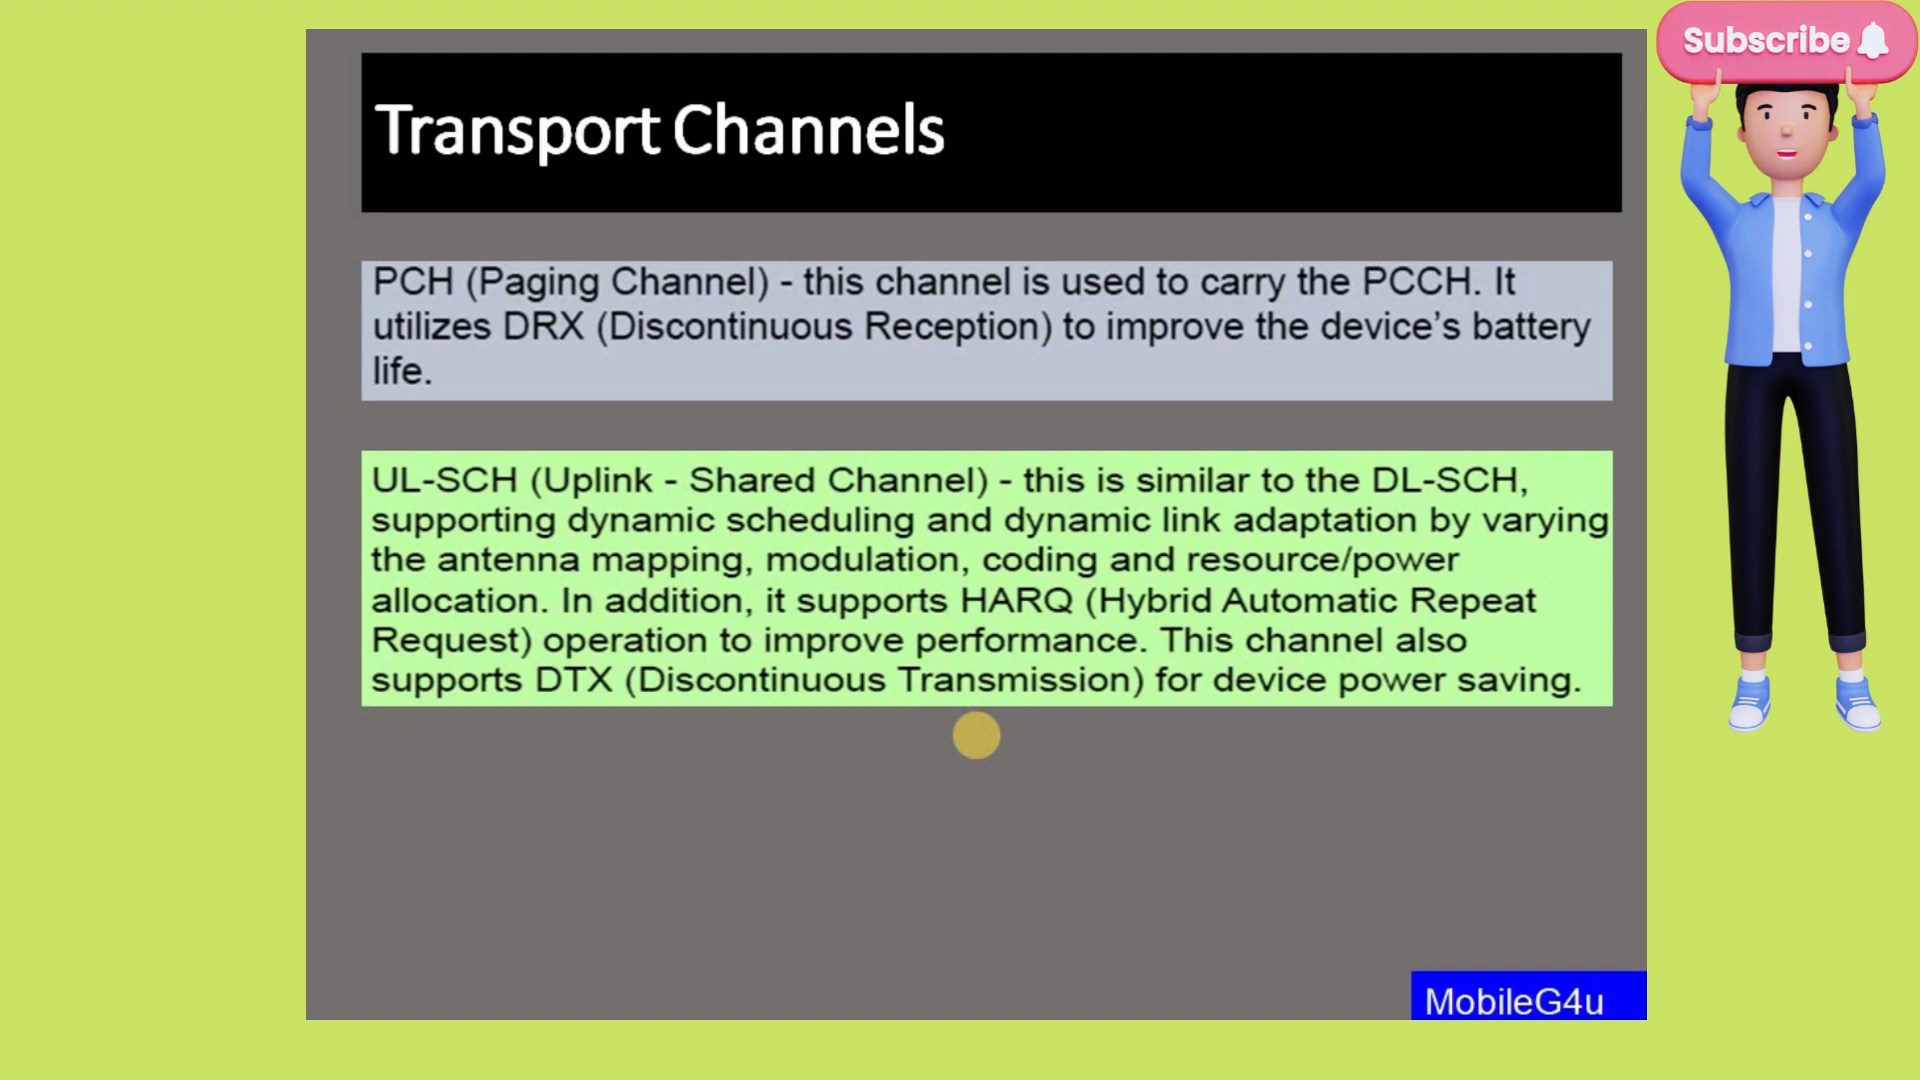 Subscribe
Transport Channels
PCH (Paging Channel) - this channel is used to carry the PCCH. It
utilizes DRX (Discontinuous Reception) to improve the device’s battery
life.
UL-SCH (Uplink - Shared Channel) - this is similar to the DL-SCH,
supporting dynamic scheduling and dynamic link adaptation by varying
the antenna mapping, modulation, coding and resource/power
allocation. In addition, it supports HARQ (Hybrid Automatic Repeat
Request) operation to improve performance. This channel also
supports DTX (Discontinuous Transmission) for device power saving.
MobileG4u